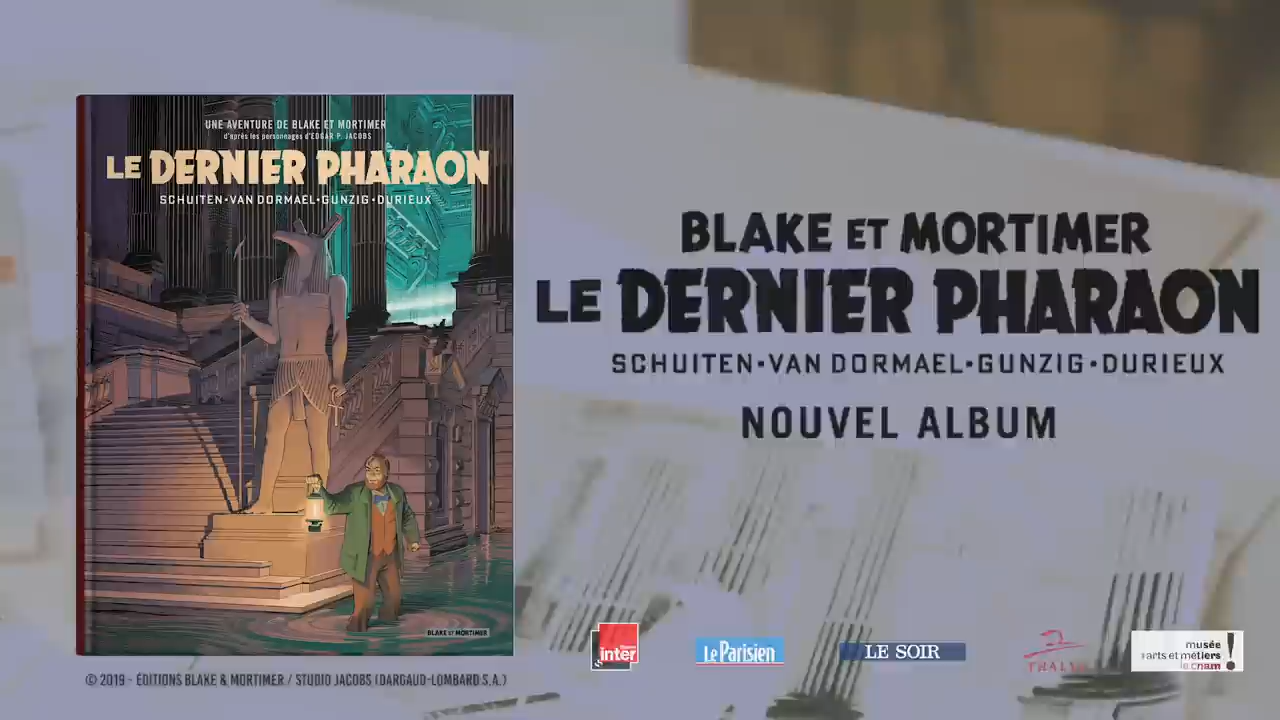 UNE AVENTURE DE BLAKE ET MORTIMER
d'après les personnages d'EDGAR P. JACOBS
LE DERNIER PHARAON
SCHUITEN•VAN DORMAEL•GUNZIG•DURIEUX
BLAKE ET MORTIMER
© 2019 - ÉDITIONS BLAKE & MORTIMER / STUDIO JACOBS (DARGAUD-LOMBARD S.A.)
BLAKE ET MORTIMER
LE DERNIER PHARAON
SCHUITEN•VAN DORMAEL•GUNZIG•DURIEUX
NOUVEL ALBUM
inter
Le Parisien
LE SOIR
THALYS
musée
arts et métiers
le cnam